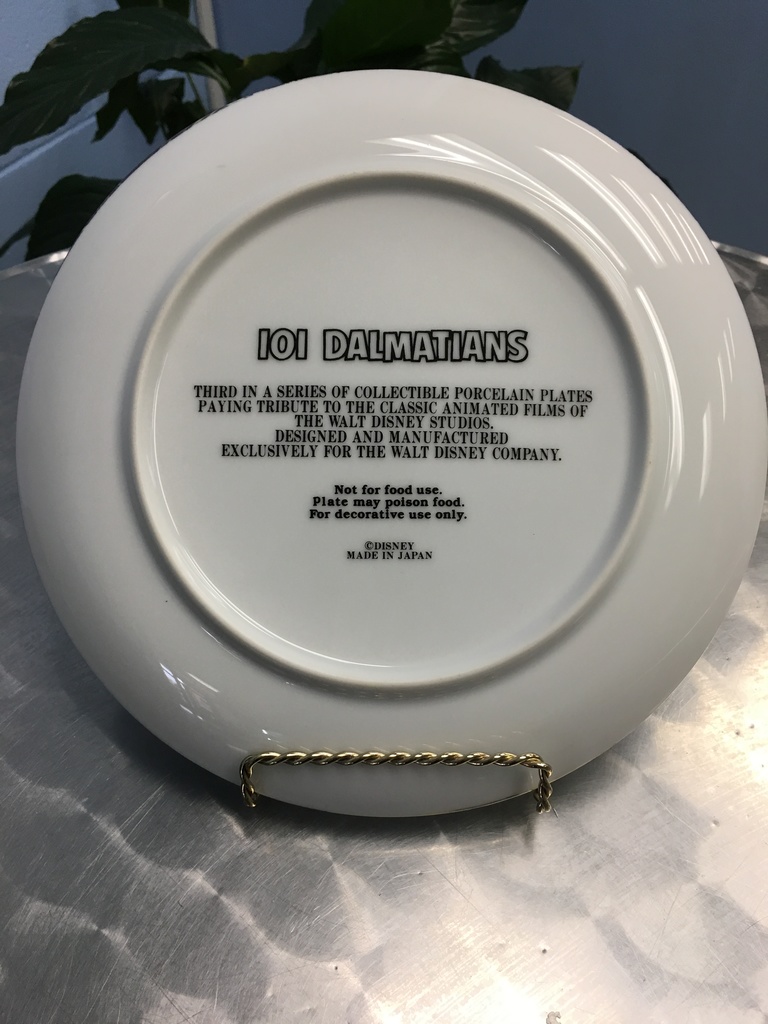 101 DALMATIANS
THIRD IN A SERIES OF COLLECTIBLE PORCELAIN PLATES
PAYING TRIBUTE TO THE CLASSIC ANIMATED FILMS OF
THE WALT DISNEY STUDIOS.
DESIGNED AND MANUFACTURED
EXCLUSIVELY FOR THE WALT DISNEY COMPANY.
Not for food use.
Plate may poison food.
For decorative use only.
©DISNEY
MADE IN JAPAN